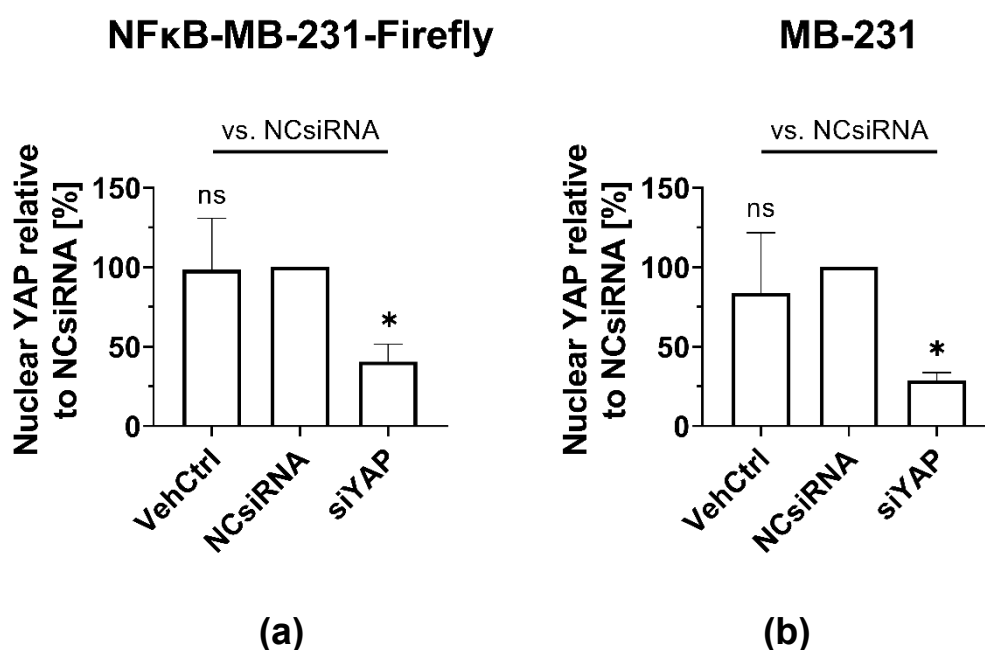 NFκB-MB-231-Firefly
vs. NCsiRNA
Nuclear YAP relative
to NCsiRNA [%]
150
100
50
0
ns
*
VehCtrl
NCsiRNA
siYAP
(a)
MB-231
vs. NCsiRNA
Nuclear YAP relative
to NCsiRNA [%]
150
100
50
0
ns
*
VehCtrl
NCsiRNA
siYAP
(b)